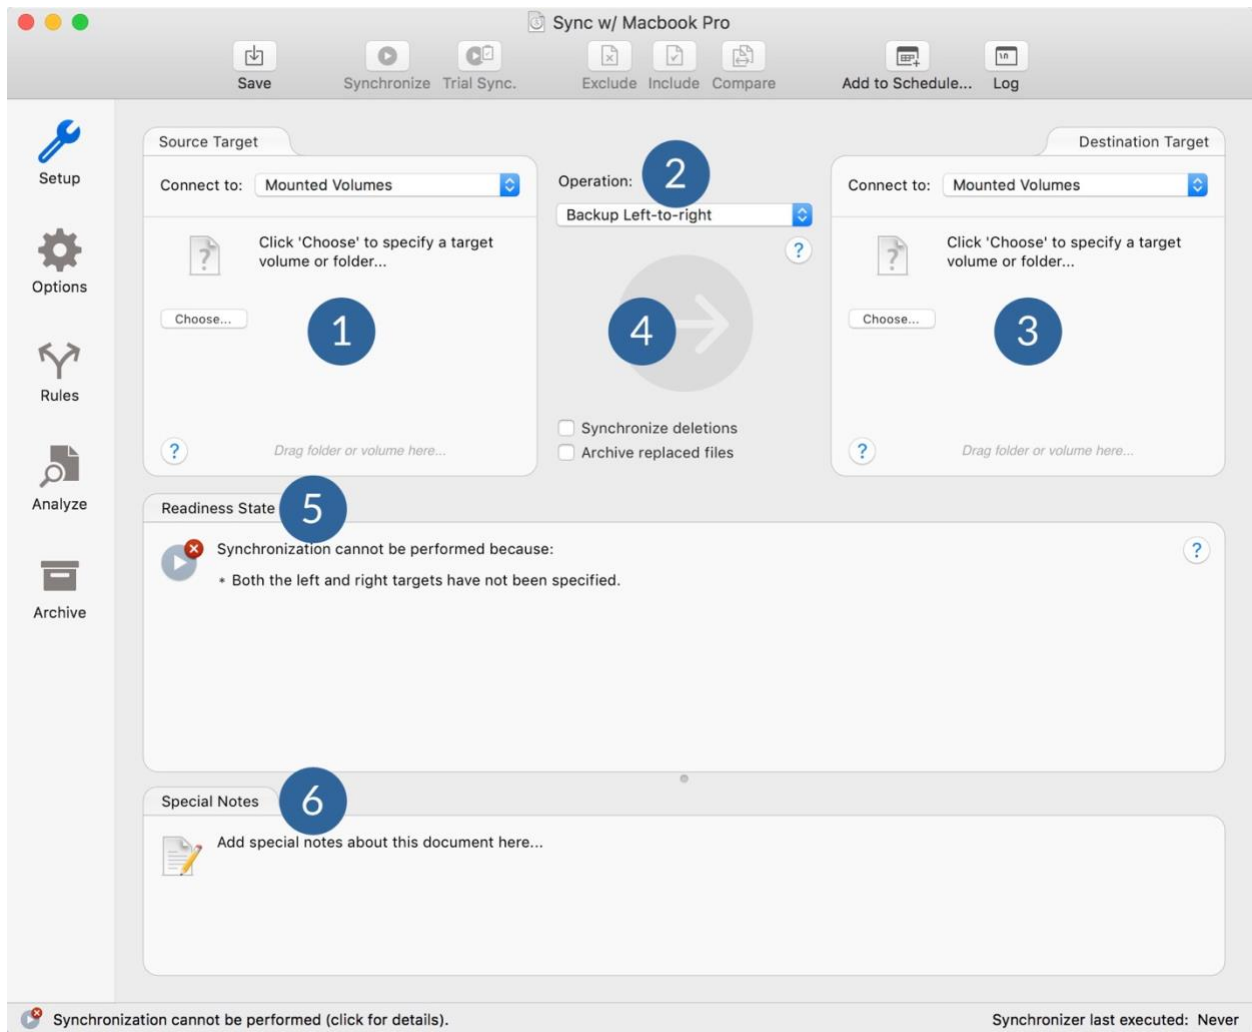 Sync w/ Macbook Pro
Save
Synchronize
Trial Sync.
Exclude
Include
Compare
Add to Schedule...
Log
Setup
Options
Rules
Analyze
Archive
Source Target
Connect to:
Mounted Volumes
?
Click 'Choose' to specify a target
volume or folder...
Choose...
1
?
Drag folder or volume here...
Operation:
2
Backup Left-to-right
?
4
Synchronize deletions
Archive replaced files
Destination Target
Connect to:
Mounted Volumes
?
Click 'Choose' to specify a target
volume or folder...
Choose...
3
?
Drag folder or volume here...
Readiness State
5
Synchronization cannot be performed because:
?
* Both the left and right targets have not been specified.
Special Notes
6
Add special notes about this document here...
Synchronization cannot be performed (click for details).
Synchronizer last executed: Never